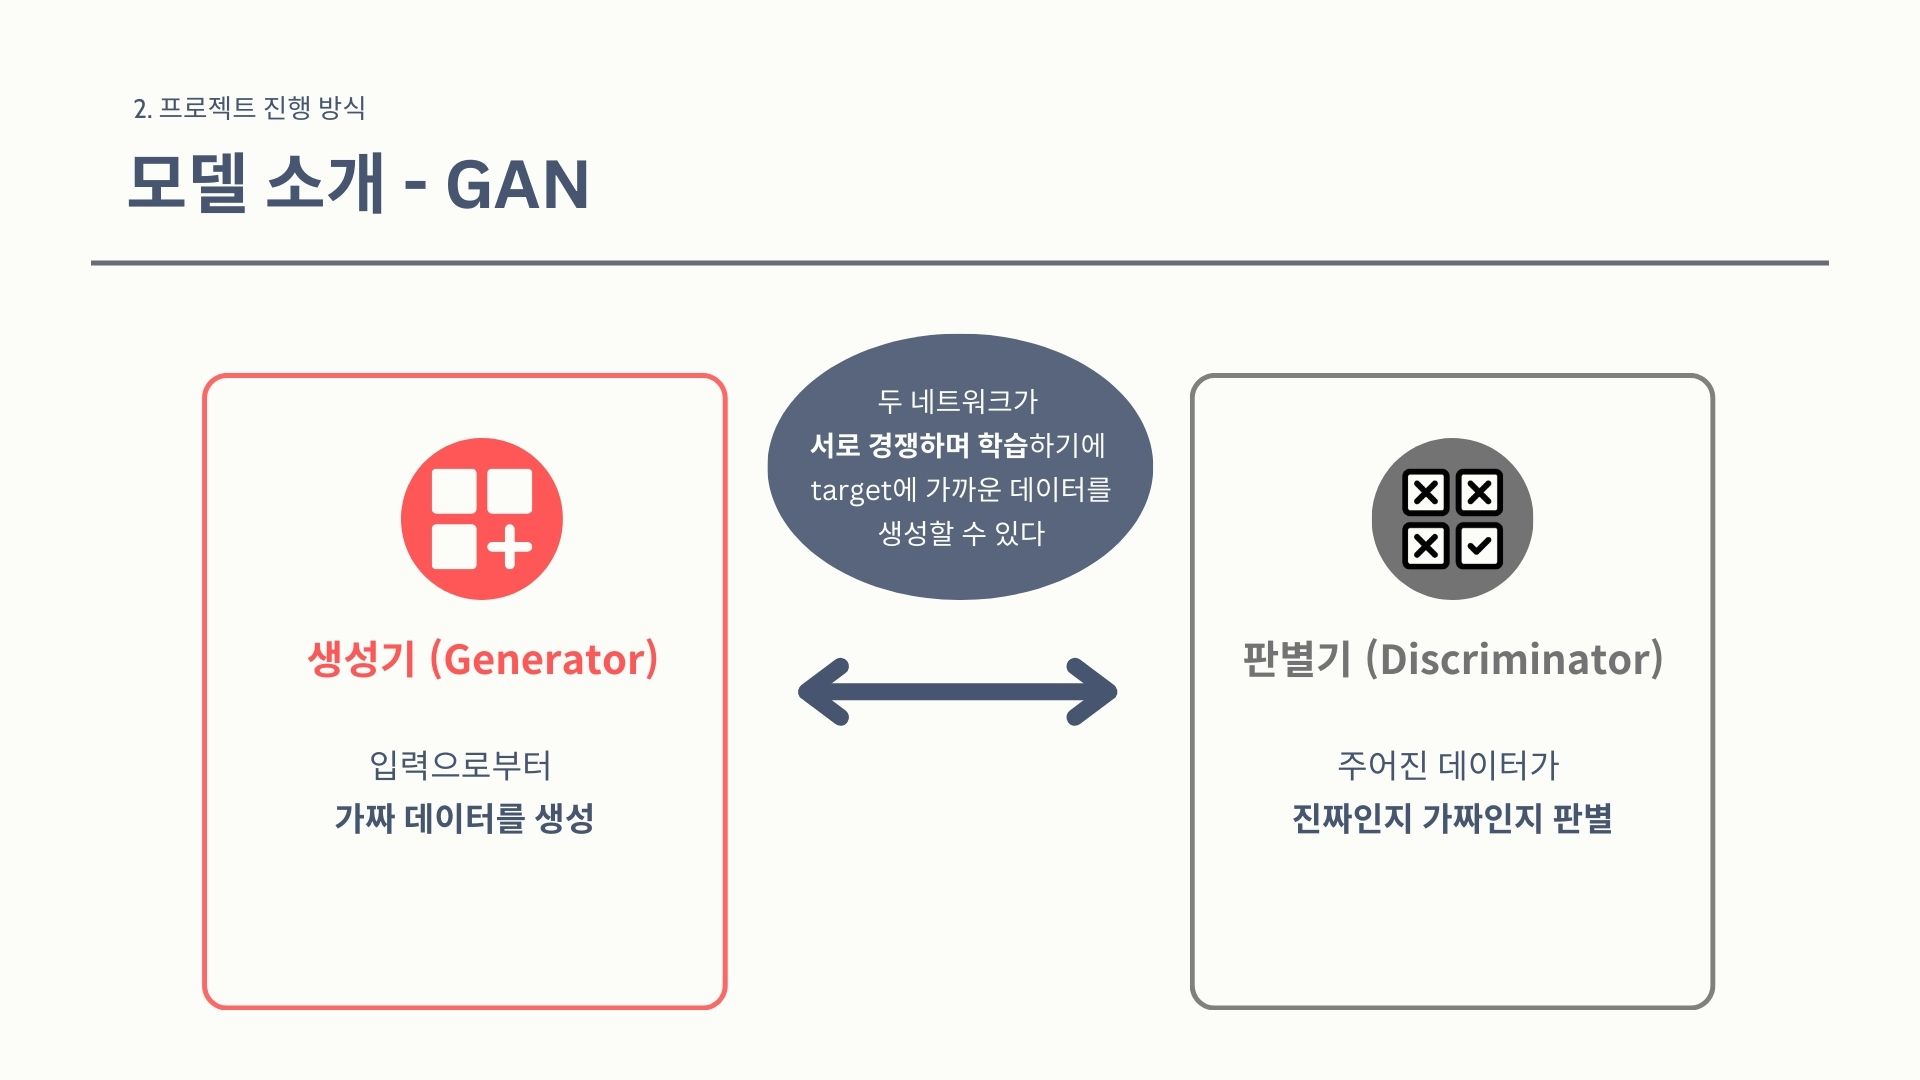 2. 프로젝트 진행 방식
모델 소개 - GAN
두 네트워크가
서로 경쟁하며 학습하기에
target에 가까운 데이터를
생성할 수 있다
생성기 (Generator)
입력으로부터
가짜 데이터를 생성
판별기 (Discriminator)
주어진 데이터가
진짜인지 가짜인지 판별